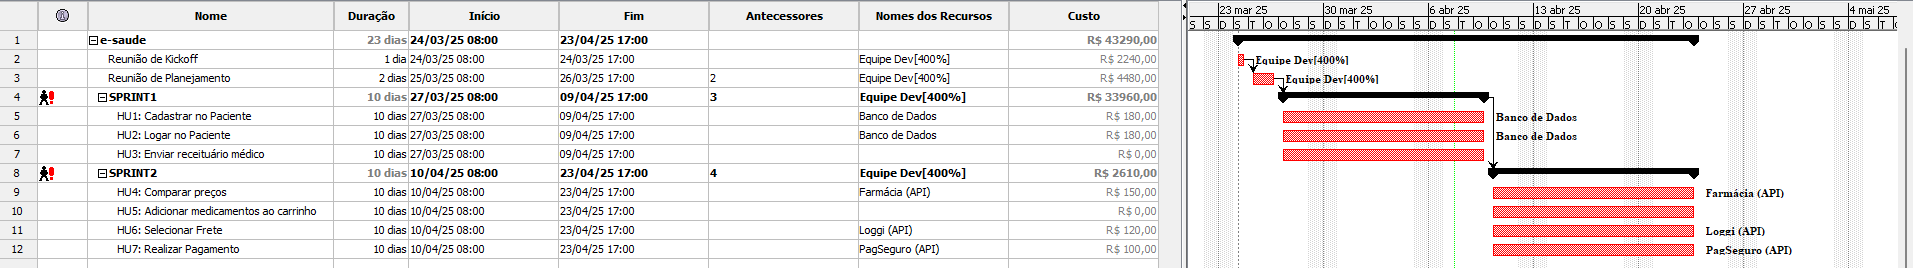 Nome Duração Início Fim Antecessores Nomes dos Recursos Custo
1 e-saude 23 dias 24/03/25 08:00 23/04/25 17:00 R$ 43290,00
2 Reunião de Kickoff 1 dia 24/03/25 08:00 24/03/25 17:00 Equipe Dev[400%] R$ 2240,00
3 Reunião de Planejamento 2 dias 25/03/25 08:00 26/03/25 17:00 2 Equipe Dev[400%] R$ 4480,00
4 SPRINT1 10 dias 27/03/25 08:00 09/04/25 17:00 3 Equipe Dev[400%] R$ 33960,00
5 HU1: Cadastrar no Paciente 10 dias 27/03/25 08:00 09/04/25 17:00 Banco de Dados R$ 180,00
6 HU2: Logar no Paciente 10 dias 27/03/25 08:00 09/04/25 17:00 Banco de Dados R$ 180,00
7 HU3: Enviar receituário médico 10 dias 27/03/25 08:00 09/04/25 17:00 R$ 0,00
8 SPRINT2 10 dias 10/04/25 08:00 23/04/25 17:00 4 Equipe Dev[400%] R$ 2610,00
9 HU4: Comparar preços 10 dias 10/04/25 08:00 23/04/25 17:00 Farmácia (API) R$ 150,00
10 HU5: Adicionar medicamentos ao carrinho 10 dias 10/04/25 08:00 23/04/25 17:00 R$ 0,00
11 HU6: Selecionar Frete 10 dias 10/04/25 08:00 23/04/25 17:00 Loggi (API) R$ 120,00
12 HU7: Realizar Pagamento 10 dias 10/04/25 08:00 23/04/25 17:00 PagSeguro (API) R$ 100,00
23 mar 25 30 mar 25 6 abr 25 13 abr 25 20 abr 25 27 abr 25 4 mai 25
S S D S T Q Q S S D S T Q Q S S D S T Q Q S S D S T Q Q S S D S T Q Q S S D S T Q Q S S D S T Q
Equipe Dev[400%]
Equipe Dev[400%]
Banco de Dados
Banco de Dados
Farmácia (API)
Loggi (API)
PagSeguro (API)